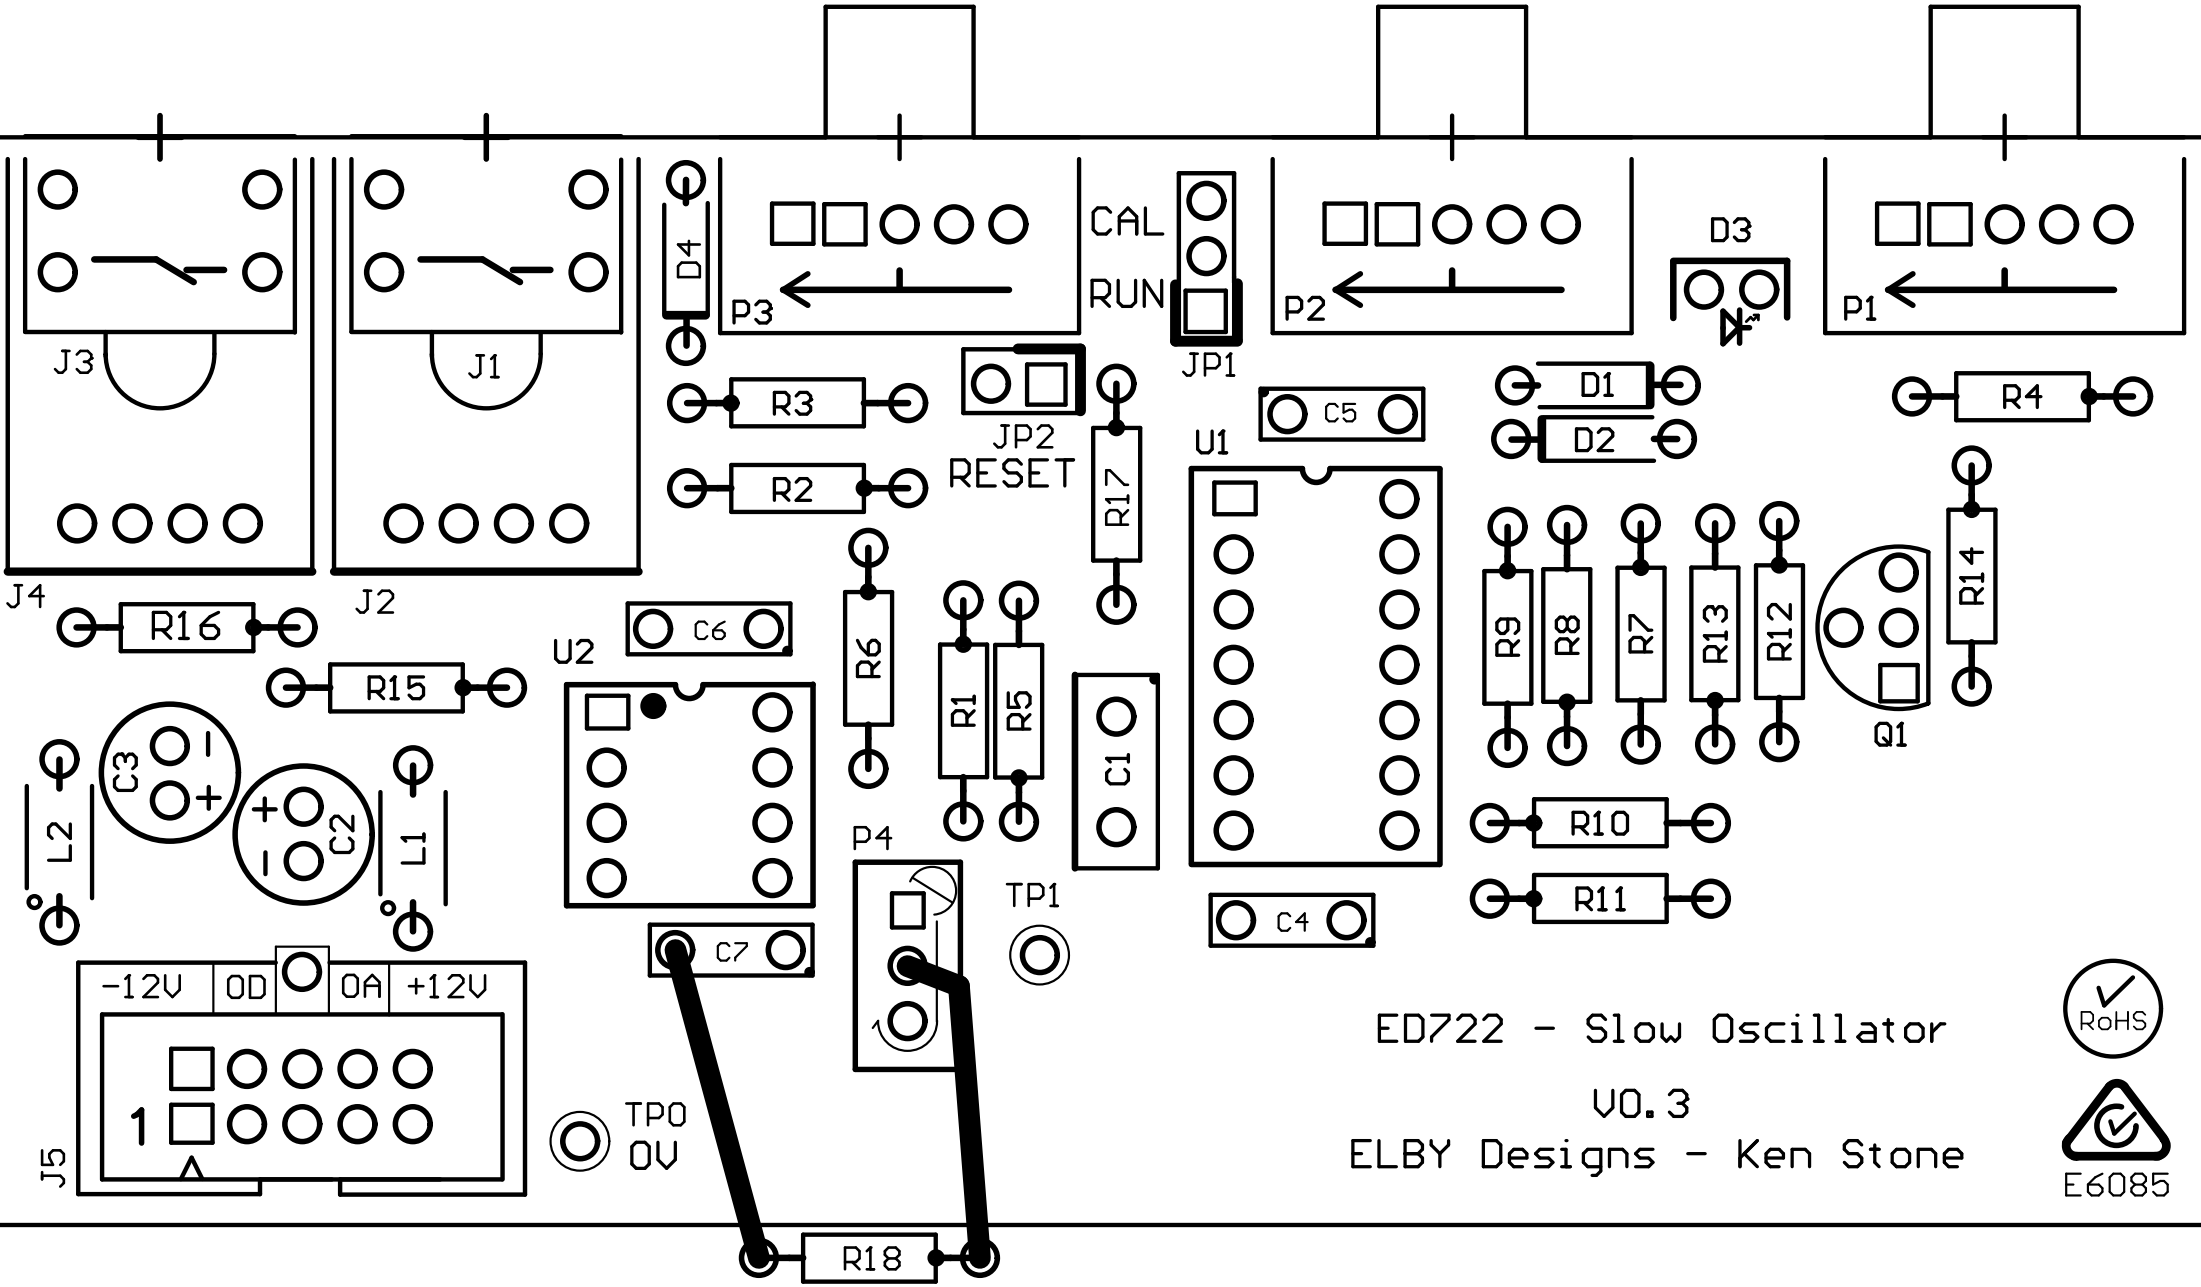 D3
CAL
D4
RUN
P3
P2
P1
J3
J1
JP1
D1
R3
C5
R4
JP2
D2
U1
RESET
R2
R17
J4
J2
R16
C6
U2
R6
R9
R8
R7
R13
R12
R14
R15
R1
R5
Q1
C3
C1
L2
C2
L1
P4
R10
TP1
R11
C4
C7
-12V 0D 0A +12V
RoHS
ED722 - Slow Oscillator
V0.3
ELBY Designs - Ken Stone
1
TP0
0V
J5
E6085
R18